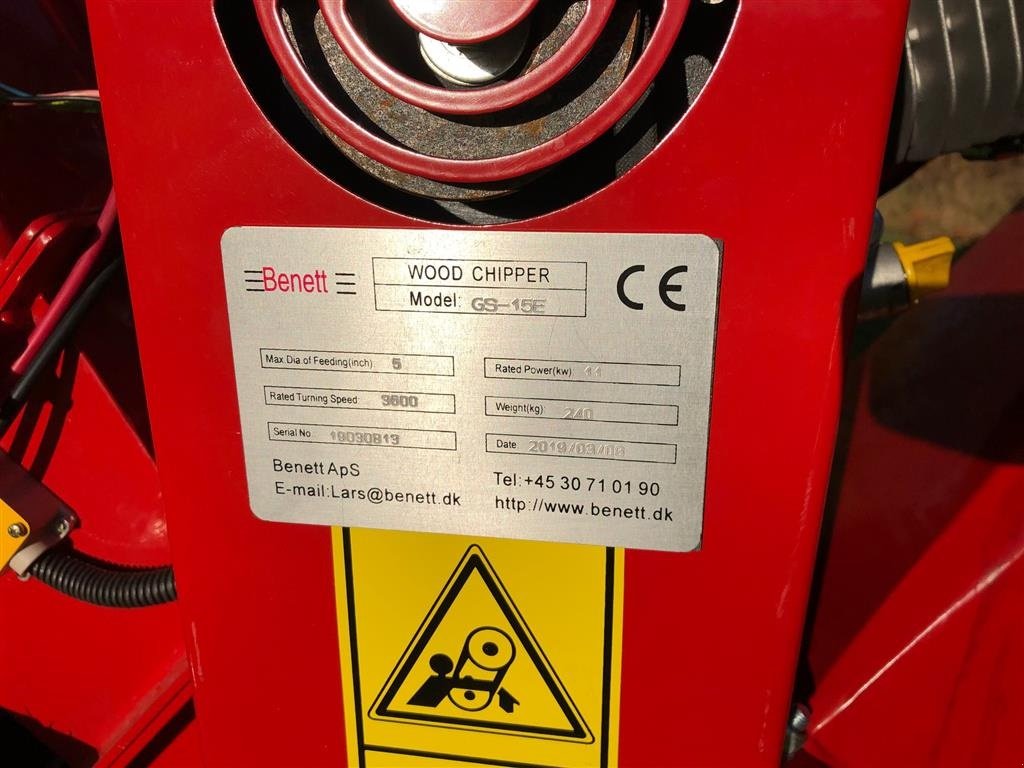 Benett
WOOD CHIPPER
Model: GS-15E
CE
Max.Dia.of Feeding(inch) 5
Rated Power(kw) 11
Rated Turning Speed: 3600
Weight(kg) 240
Serial No.:
Date: 2019/03/08
Benett ApS
Tel:+45 30 71 01 90
E-mail:Lars@benett.dk
http://www.benett.dk